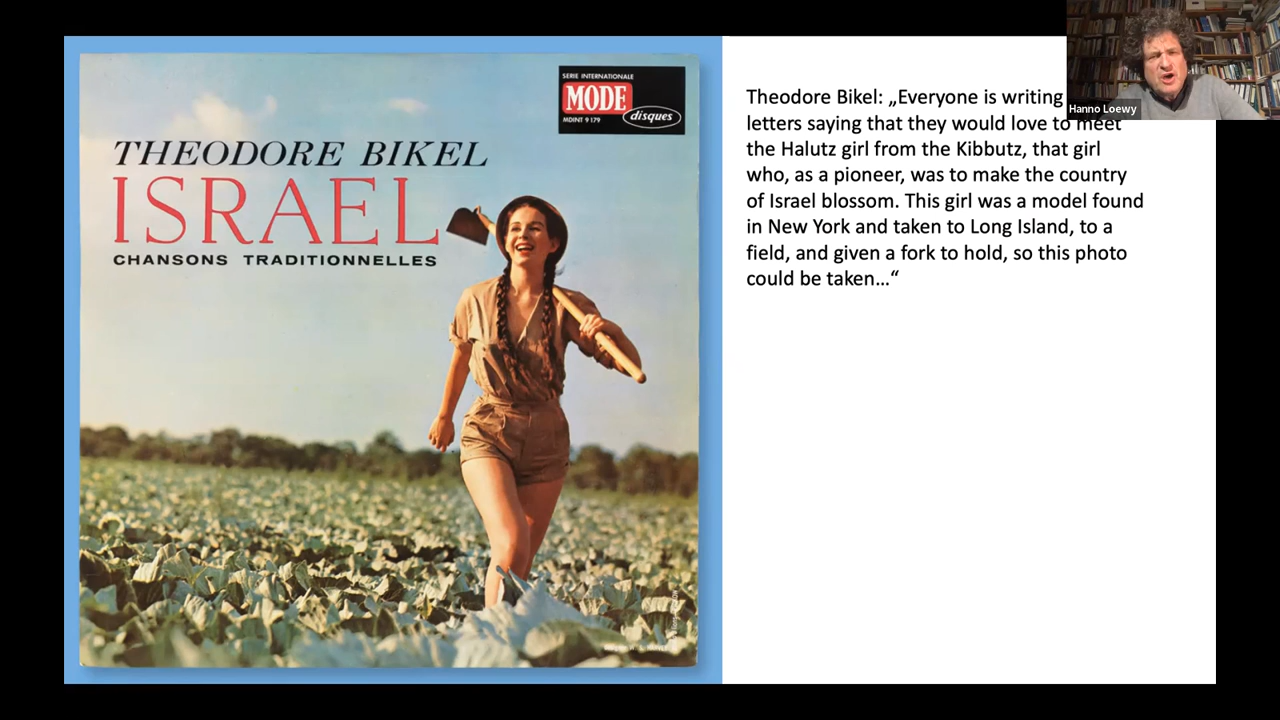 SERIE INTERNATIONALE
MODE
disques
MDINT 9179
THEODORE BIKEL
ISRAEL
CHANSONS TRADITIONNELLES
Theodore Bikel: „Everyone is writing
letters saying that they would love to meet
the Halutz girl from the Kibbutz, that girl
who, as a pioneer, was to make the country
of Israel blossom. This girl was a model found
in New York and taken to Long Island, to a
field, and given a fork to hold, so this photo
could be taken…“
Hanno Loewy